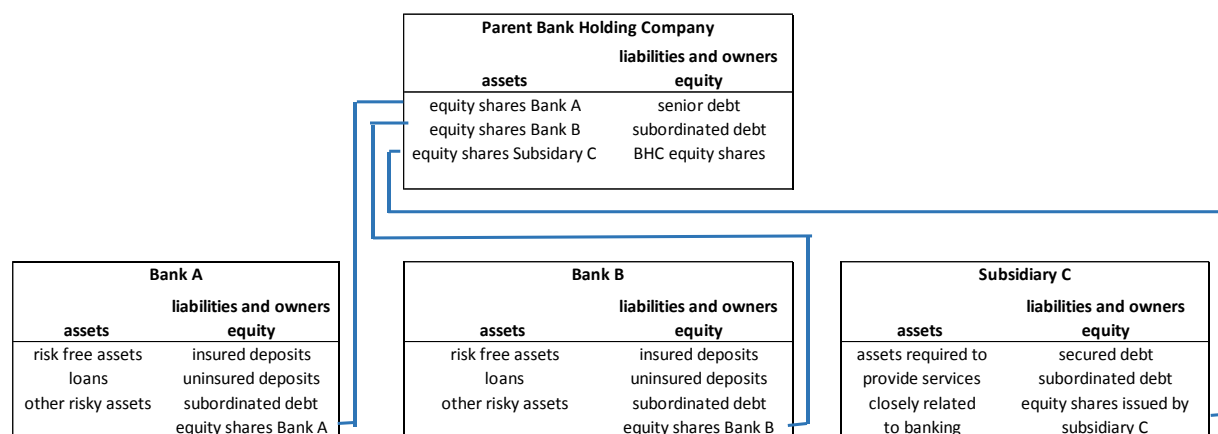 Parent Bank Holding Company
liabilities and owners
assets equity
equity shares Bank A senior debt
equity shares Bank B subordinated debt
equity shares Subsidary C BHC equity shares
Bank A
liabilities and owners
assets equity
risk free assets insured deposits
loans uninsured deposits
other risky assets subordinated debt
equity shares Bank A
Bank B
liabilities and owners
assets equity
risk free assets insured deposits
loans uninsured deposits
other risky assets subordinated debt
equity shares Bank B
Subsidiary C
liabilities and owners
assets equity
assets required to secured debt
provide services subordinated debt
closely related equity shares issued by
to banking subsidiary C